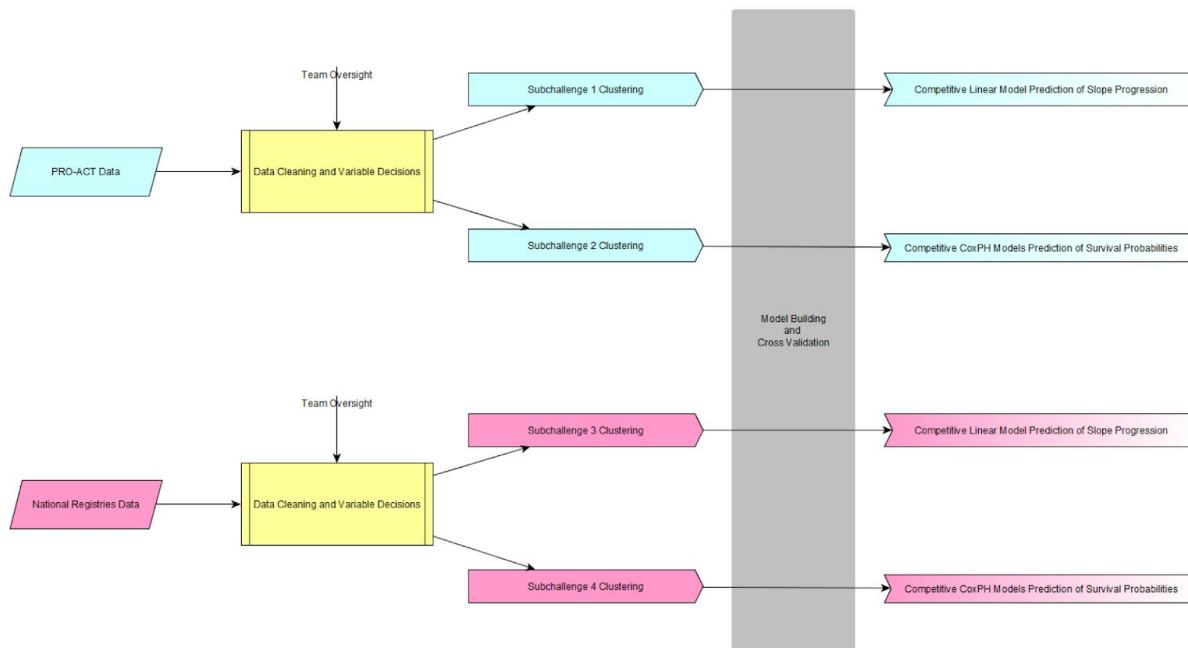 Team Oversight
Subchallenge 1 Clustering
Competitive Linear Model Prediction of Slope Progression
PRO-ACT Data
Data Cleaning and Variable Decisions
Subchallenge 2 Clustering
Competitive CoxPH Models Prediction of Survival Probabilities
Model Building
and
Cross Validation
Team Oversight
Subchallenge 3 Clustering
Competitive Linear Model Prediction of Slope Progression
National Registries Data
Data Cleaning and Variable Decisions
Subchallenge 4 Clustering
Competitive CoxPH Models Prediction of Survival Probabilities